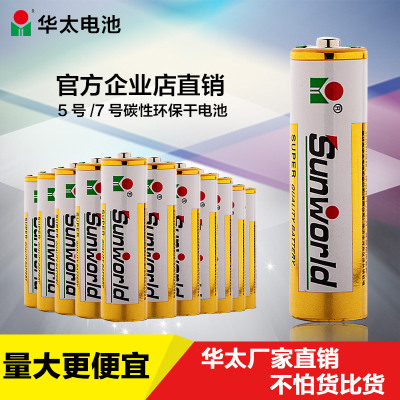 华太电池
官方企业店直销
5号/7号碳性环保干电池
Sunworld
SUPER QUALITY BATTERY
®
Sunworld
Sunworld
量大更便宜
华太厂家直销
不怕货比货